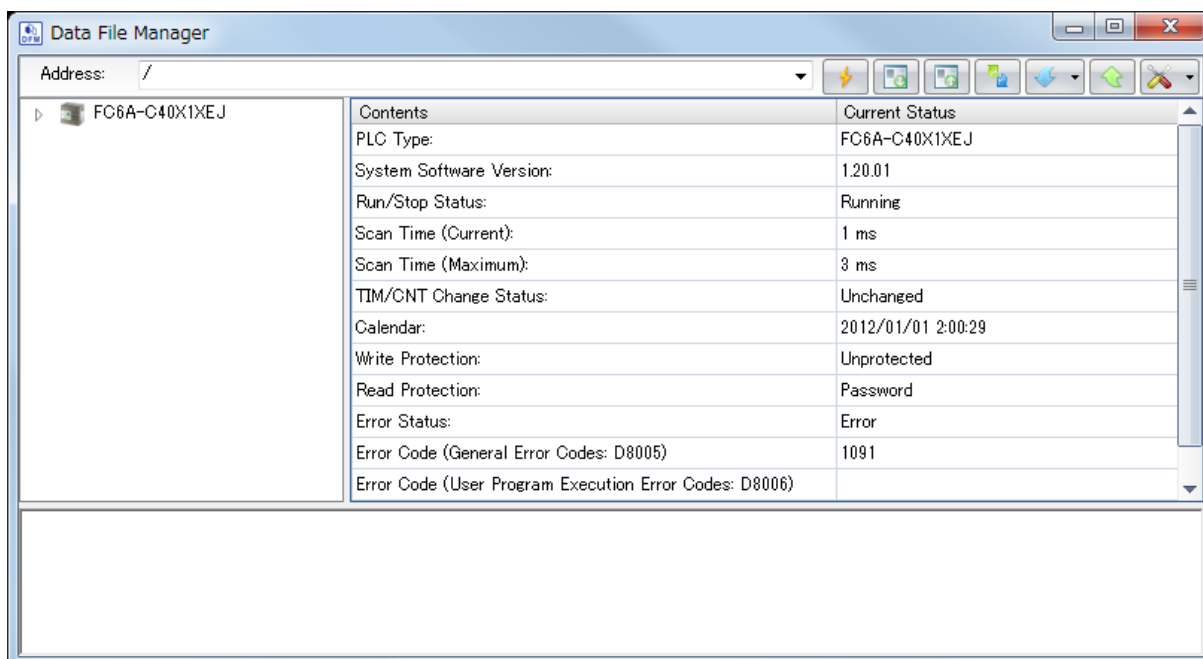 DFM Data File Manager
Address: /
FC6A-C40X1XEJ
Contents Current Status
PLC Type: FC6A-C40X1XEJ
System Software Version: 1.20.01
Run/Stop Status: Running
Scan Time (Current): 1 ms
Scan Time (Maximum): 3 ms
TIM/CNT Change Status: Unchanged
Calendar: 2012/01/01 2:00:29
Write Protection: Unprotected
Read Protection: Password
Error Status: Error
Error Code (General Error Codes: D8005) 1091
Error Code (User Program Execution Error Codes: D8006)